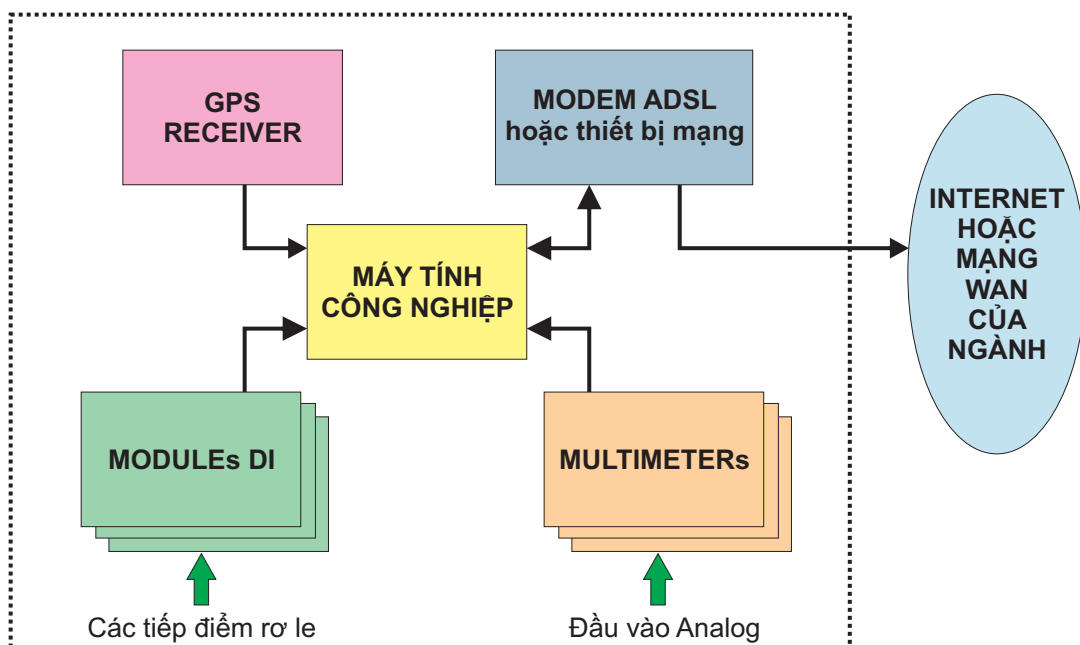 GPS
RECEIVER
MODEM ADSL
hoặc thiết bị mạng
INTERNET
HOẶC
MẠNG
WAN
CỦA
NGÀNH
MÁY TÍNH
CÔNG NGHIỆP
MODULEs DI
MULTIMETERs
Các tiếp điểm rơ le
Đầu vào Analog